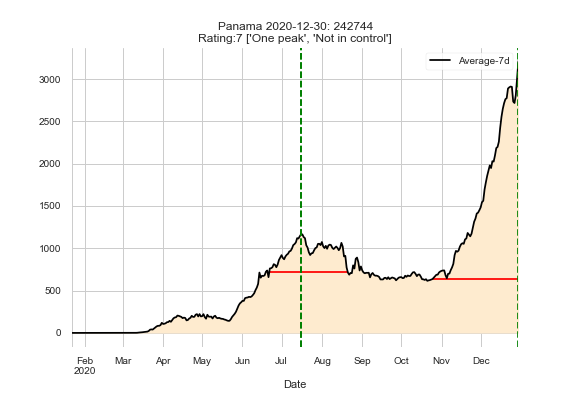 Panama 2020-12-30: 242744
Rating:7 ['One peak', 'Not in control']
Average-7d
3000
2500
2000
1500
1000
500
0
Feb Mar Apr May Jun Jul Aug Sep Oct Nov Dec
2020
Date